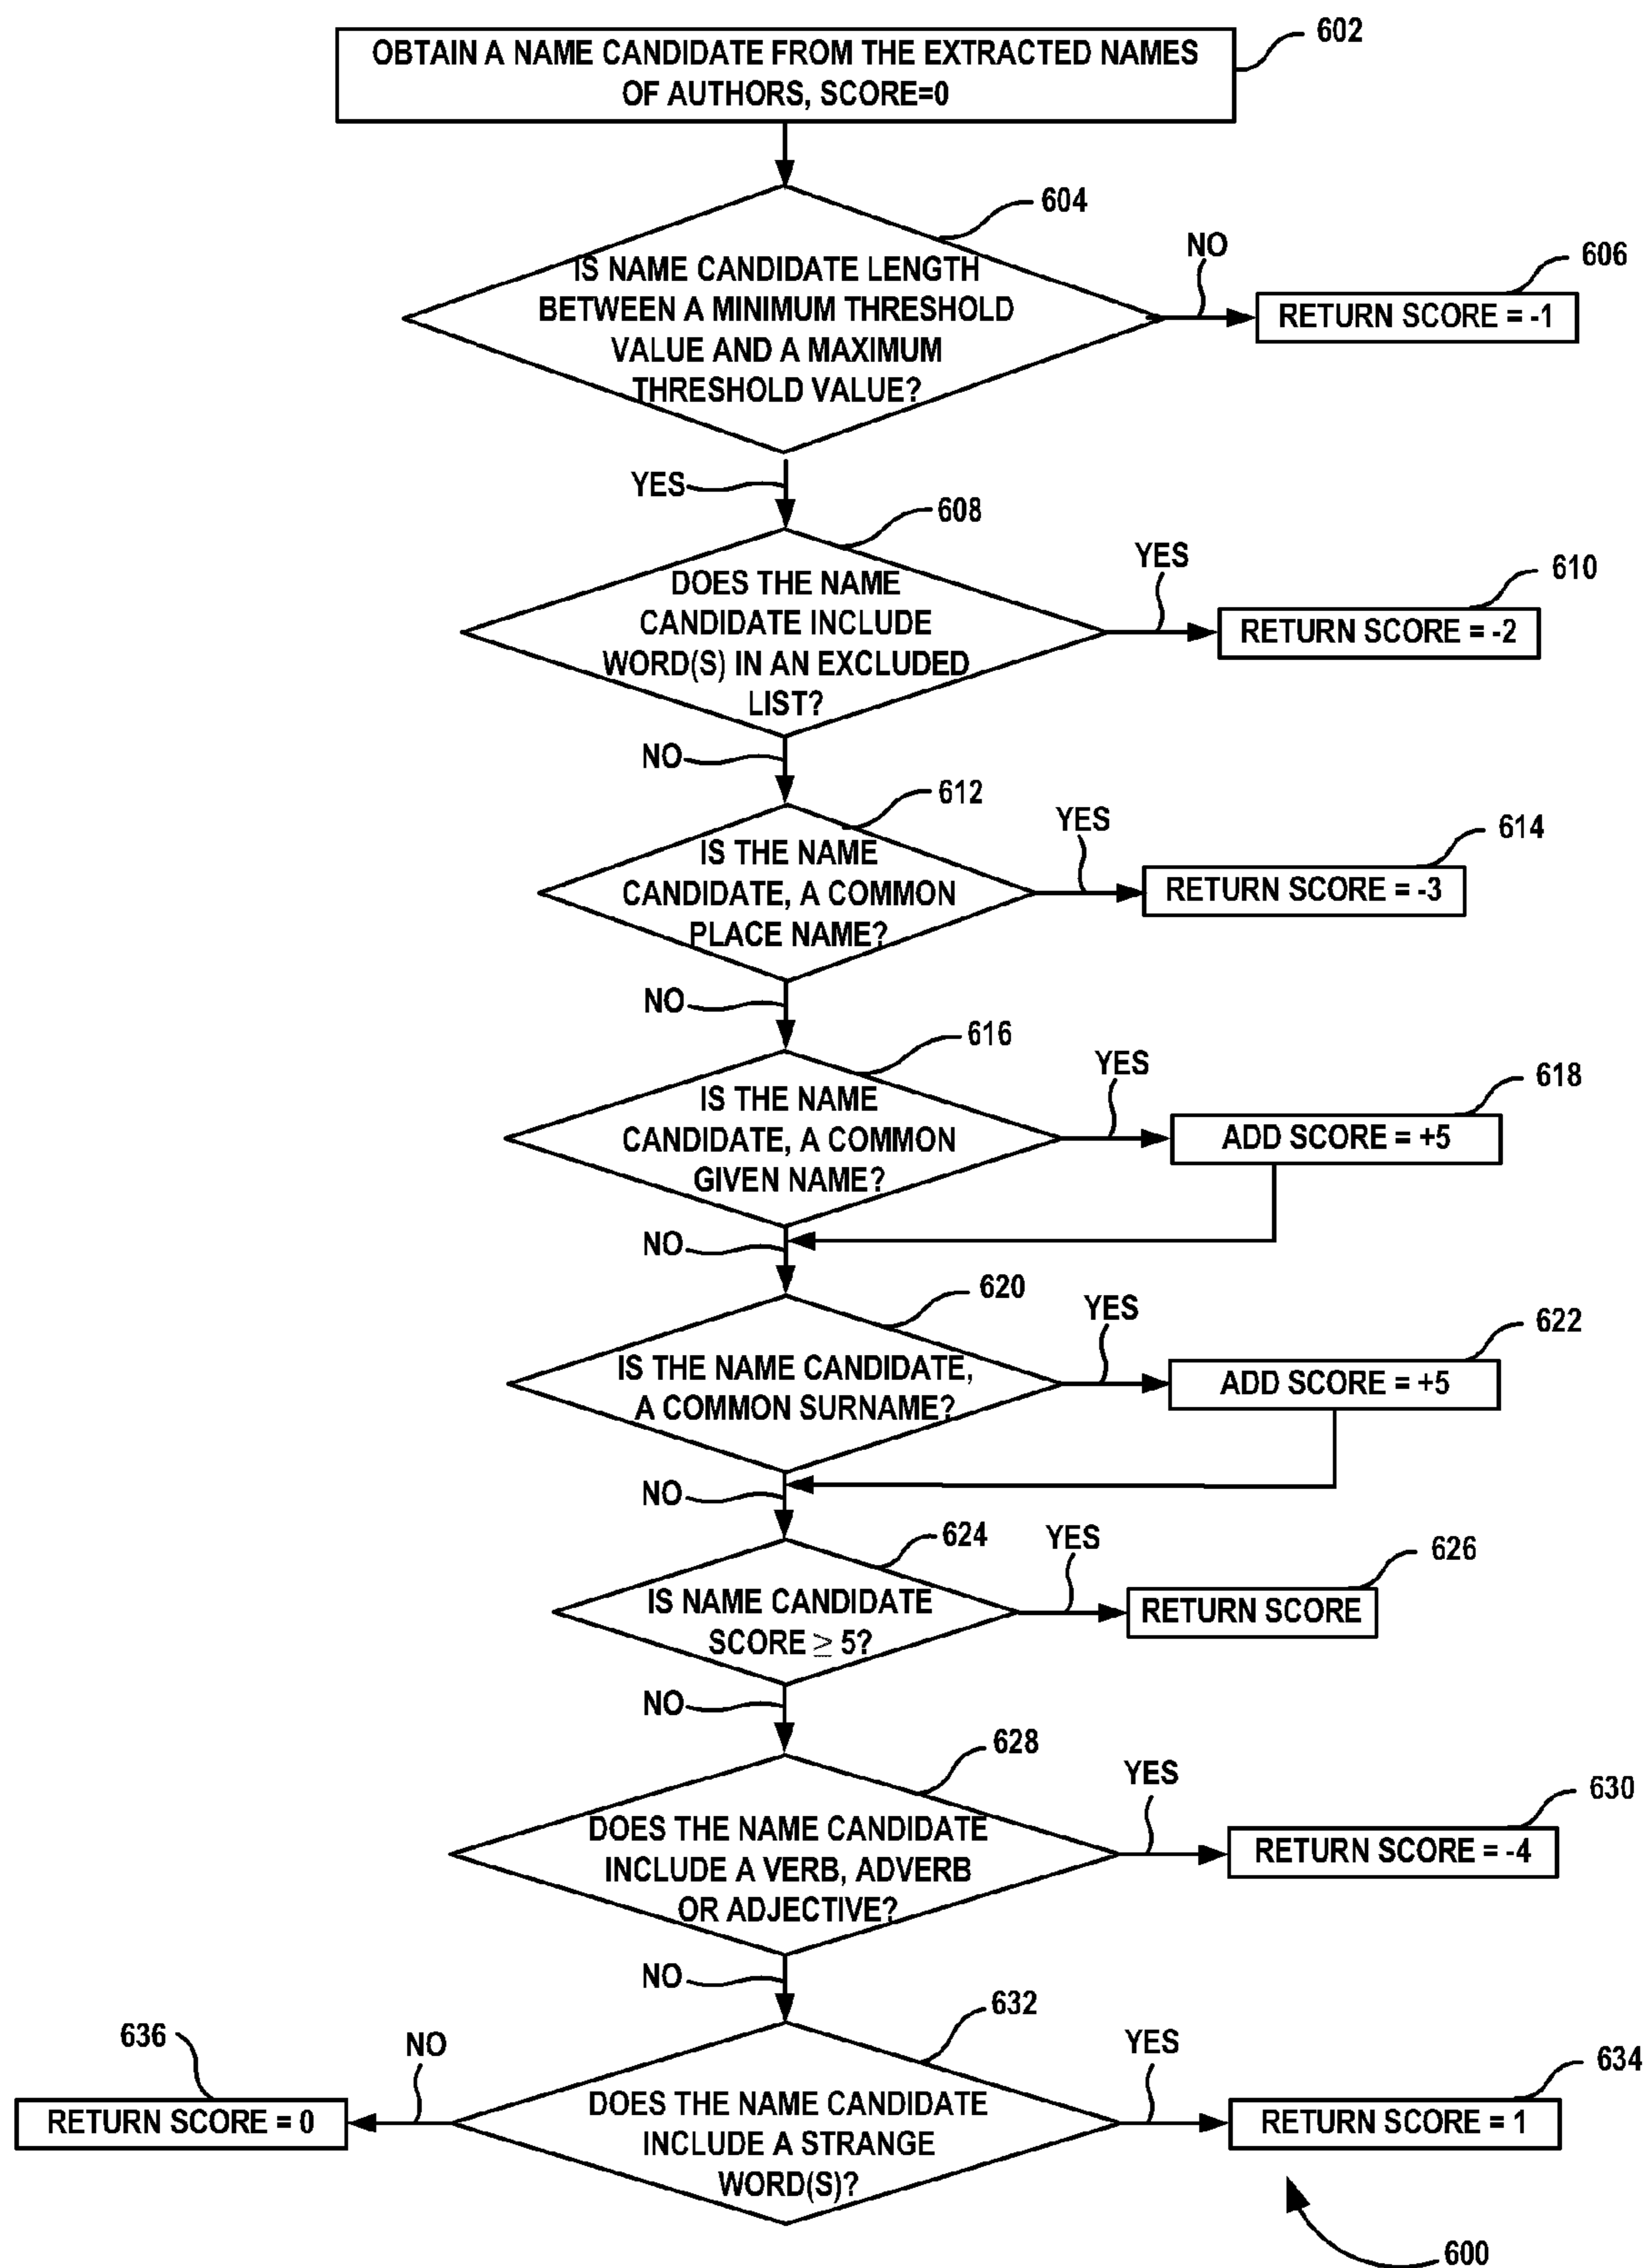 602
OBTAIN A NAME CANDIDATE FROM THE EXTRACTED NAMES
OF AUTHORS, SCORE=0
604
IS NAME CANDIDATE LENGTH
BETWEEN A MINIMUM THRESHOLD
VALUE AND A MAXIMUM
THRESHOLD VALUE?
NO
606
RETURN SCORE = -1
YES
608
DOES THE NAME
CANDIDATE INCLUDE
WORD(S) IN AN EXCLUDED
LIST?
YES
610
RETURN SCORE = -2
NO
612
IS THE NAME
CANDIDATE, A COMMON
PLACE NAME?
YES
614
RETURN SCORE = -3
NO
616
IS THE NAME
CANDIDATE, A COMMON
GIVEN NAME?
YES
618
ADD SCORE = +5
NO
620
IS THE NAME CANDIDATE,
A COMMON SURNAME?
YES
622
ADD SCORE = +5
NO
624
IS NAME CANDIDATE
SCORE ≥ 5?
YES
626
RETURN SCORE
NO
628
DOES THE NAME CANDIDATE
INCLUDE A VERB, ADVERB
OR ADJECTIVE?
YES
630
RETURN SCORE = -4
NO
632
DOES THE NAME CANDIDATE
INCLUDE A STRANGE
WORD(S)?
YES
634
RETURN SCORE = 1
NO
636
RETURN SCORE = 0
600